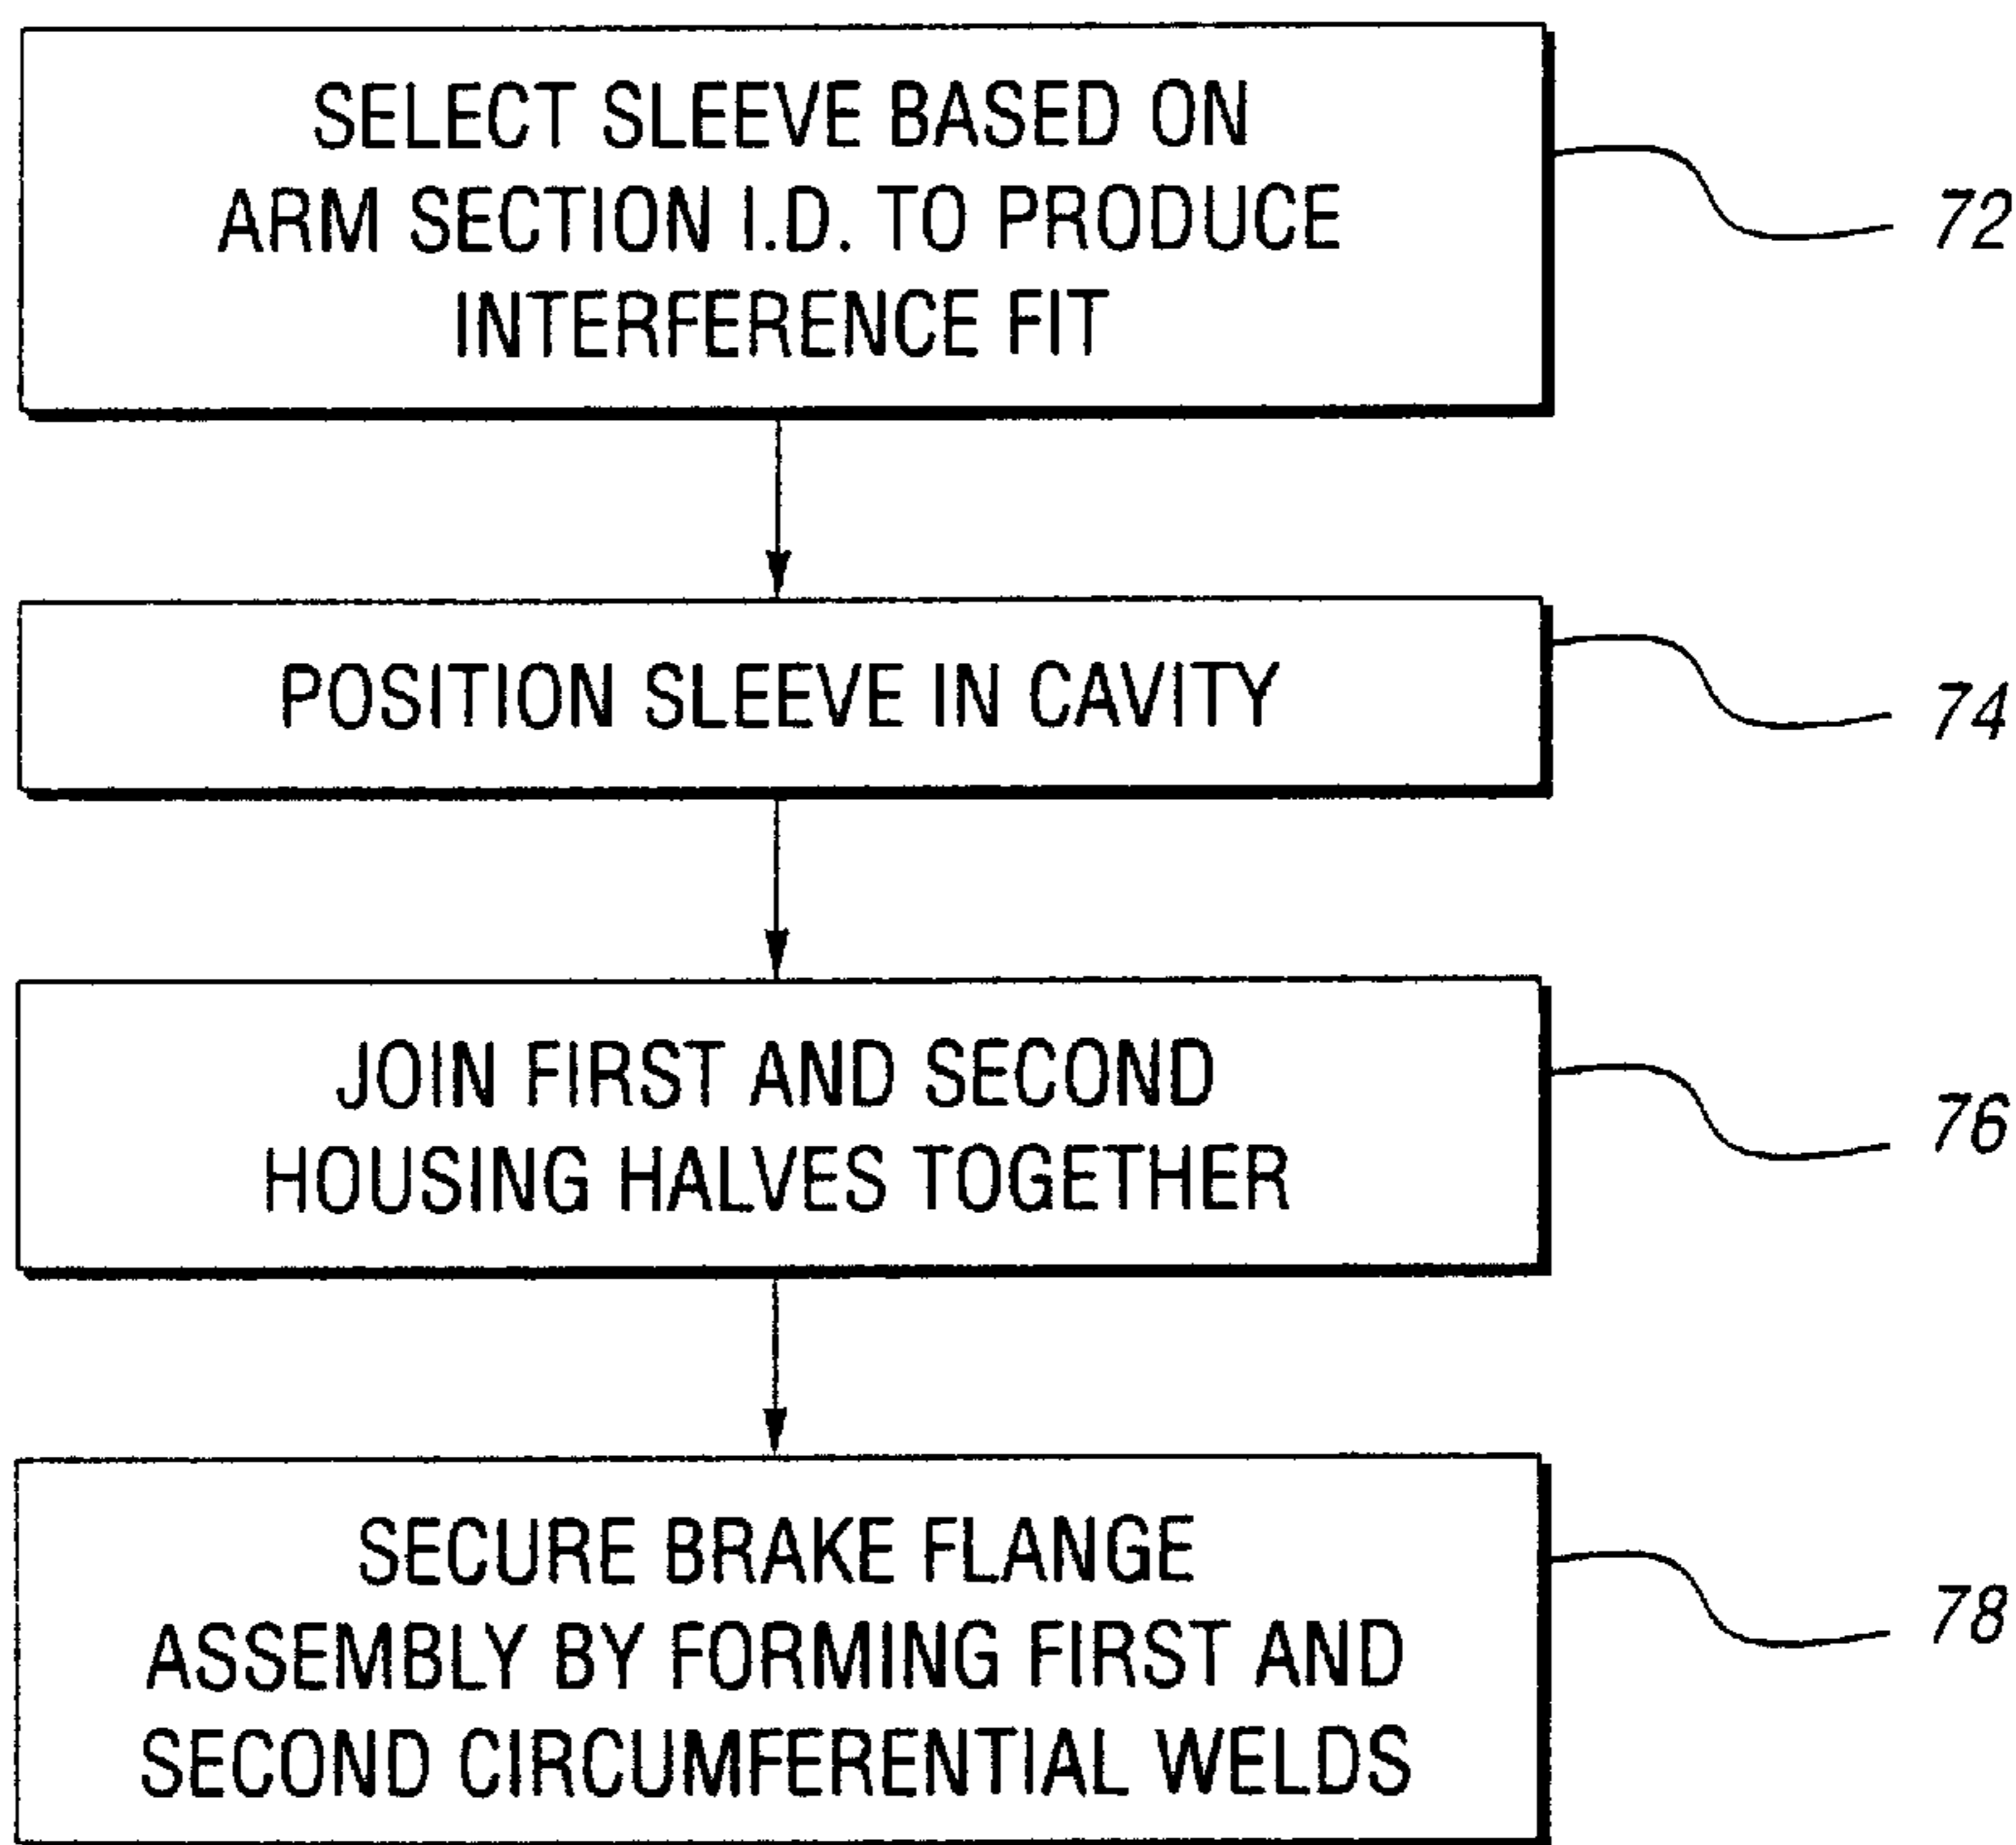 SELECT SLEEVE BASED ON
ARM SECTION I.D. TO PRODUCE
INTERFERENCE FIT
72
POSITION SLEEVE IN CAVITY
74
JOIN FIRST AND SECOND
HOUSING HALVES TOGETHER
76
SECURE BRAKE FLANGE
ASSEMBLY BY FORMING FIRST AND
SECOND CIRCUMFERENTIAL WELDS
78